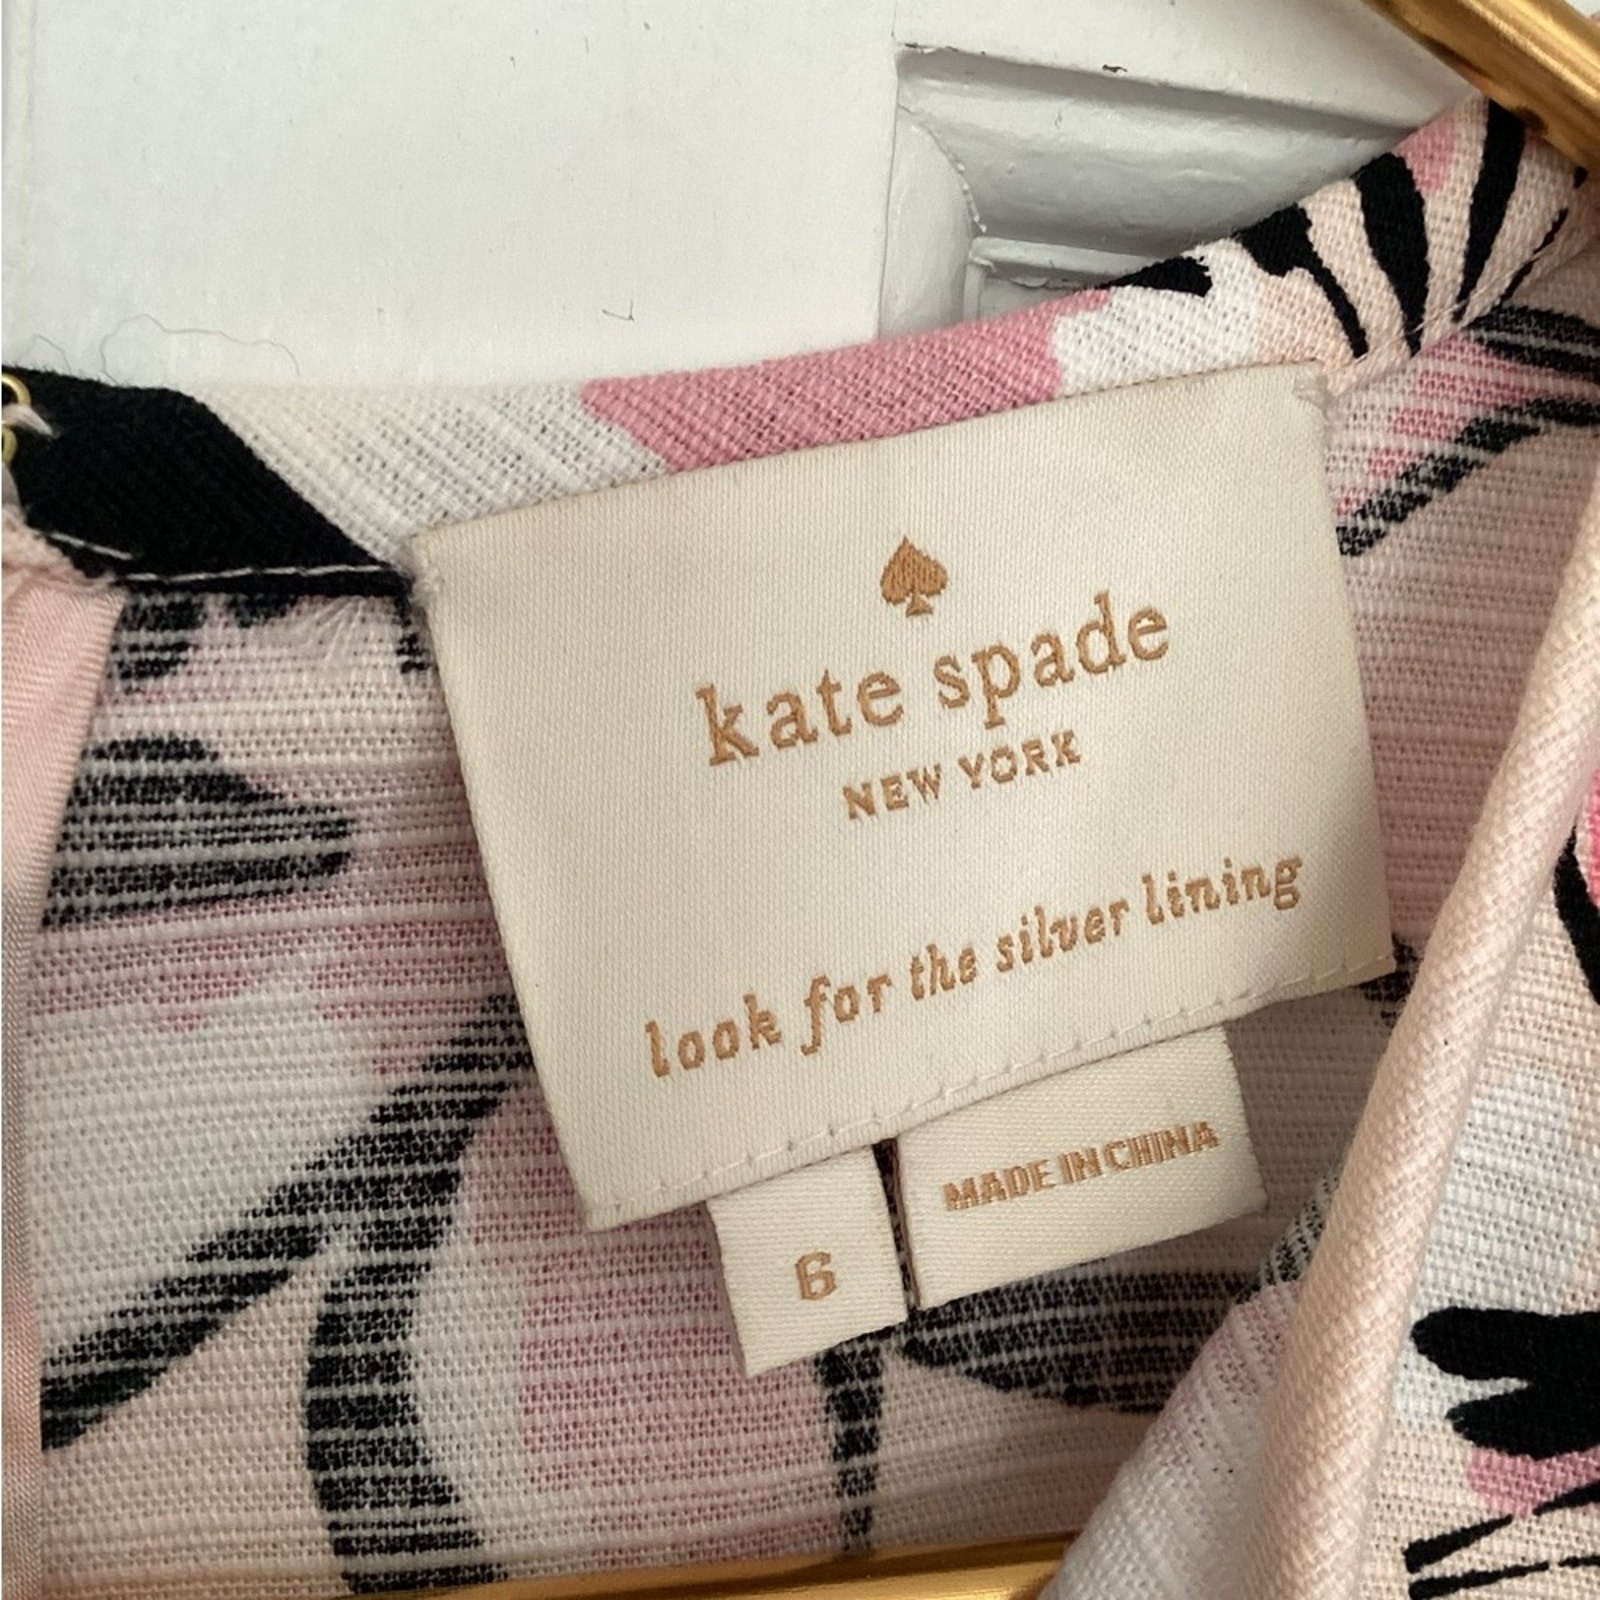 kate spade
NEW YORK
look for the silver lining
6
MADE IN CHINA